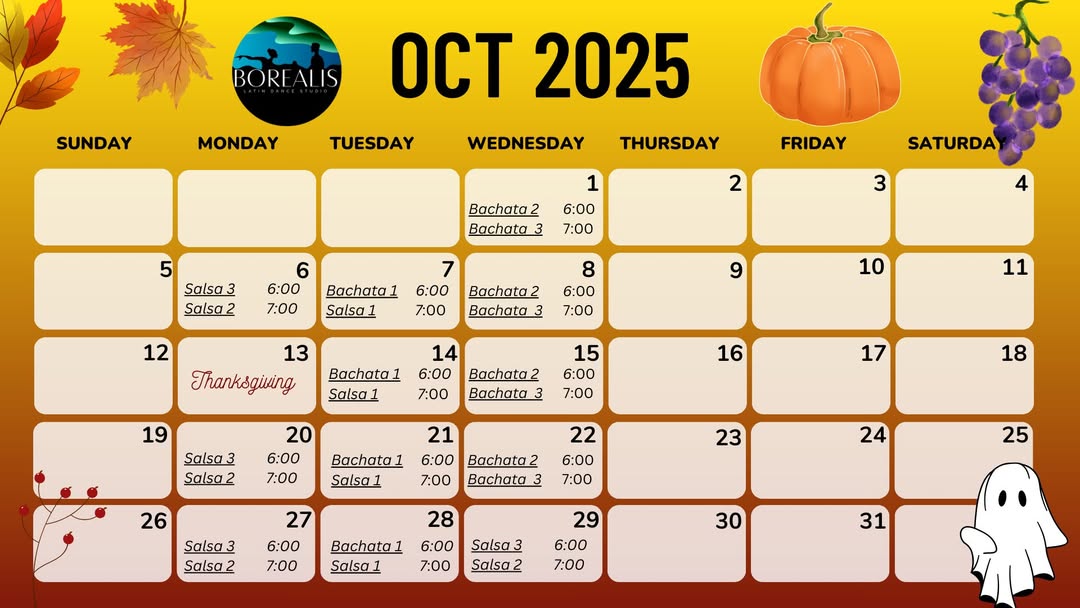 BOREALIS
LATIN DANCE STUDIO
OCT 2025
SUNDAY MONDAY TUESDAY WEDNESDAY THURSDAY FRIDAY SATURDAY
1 2 3 4
Bachata 2 6:00
Bachata 3 7:00
5 6 7 8 9 10 11
Salsa 3 6:00 Bachata 1 6:00 Bachata 2 6:00
Salsa 2 7:00 Salsa 1 7:00 Bachata 3 7:00
12 13 14 15 16 17 18
Thanksgiving Bachata 1 6:00 Bachata 2 6:00
Salsa 1 7:00 Bachata 3 7:00
19 20 21 22 23 24 25
Salsa 3 6:00 Bachata 1 6:00 Bachata 2 6:00
Salsa 2 7:00 Salsa 1 7:00 Bachata 3 7:00
26 27 28 29 30 31
Salsa 3 6:00 Bachata 1 6:00 Salsa 3 6:00
Salsa 2 7:00 Salsa 1 7:00 Salsa 2 7:00